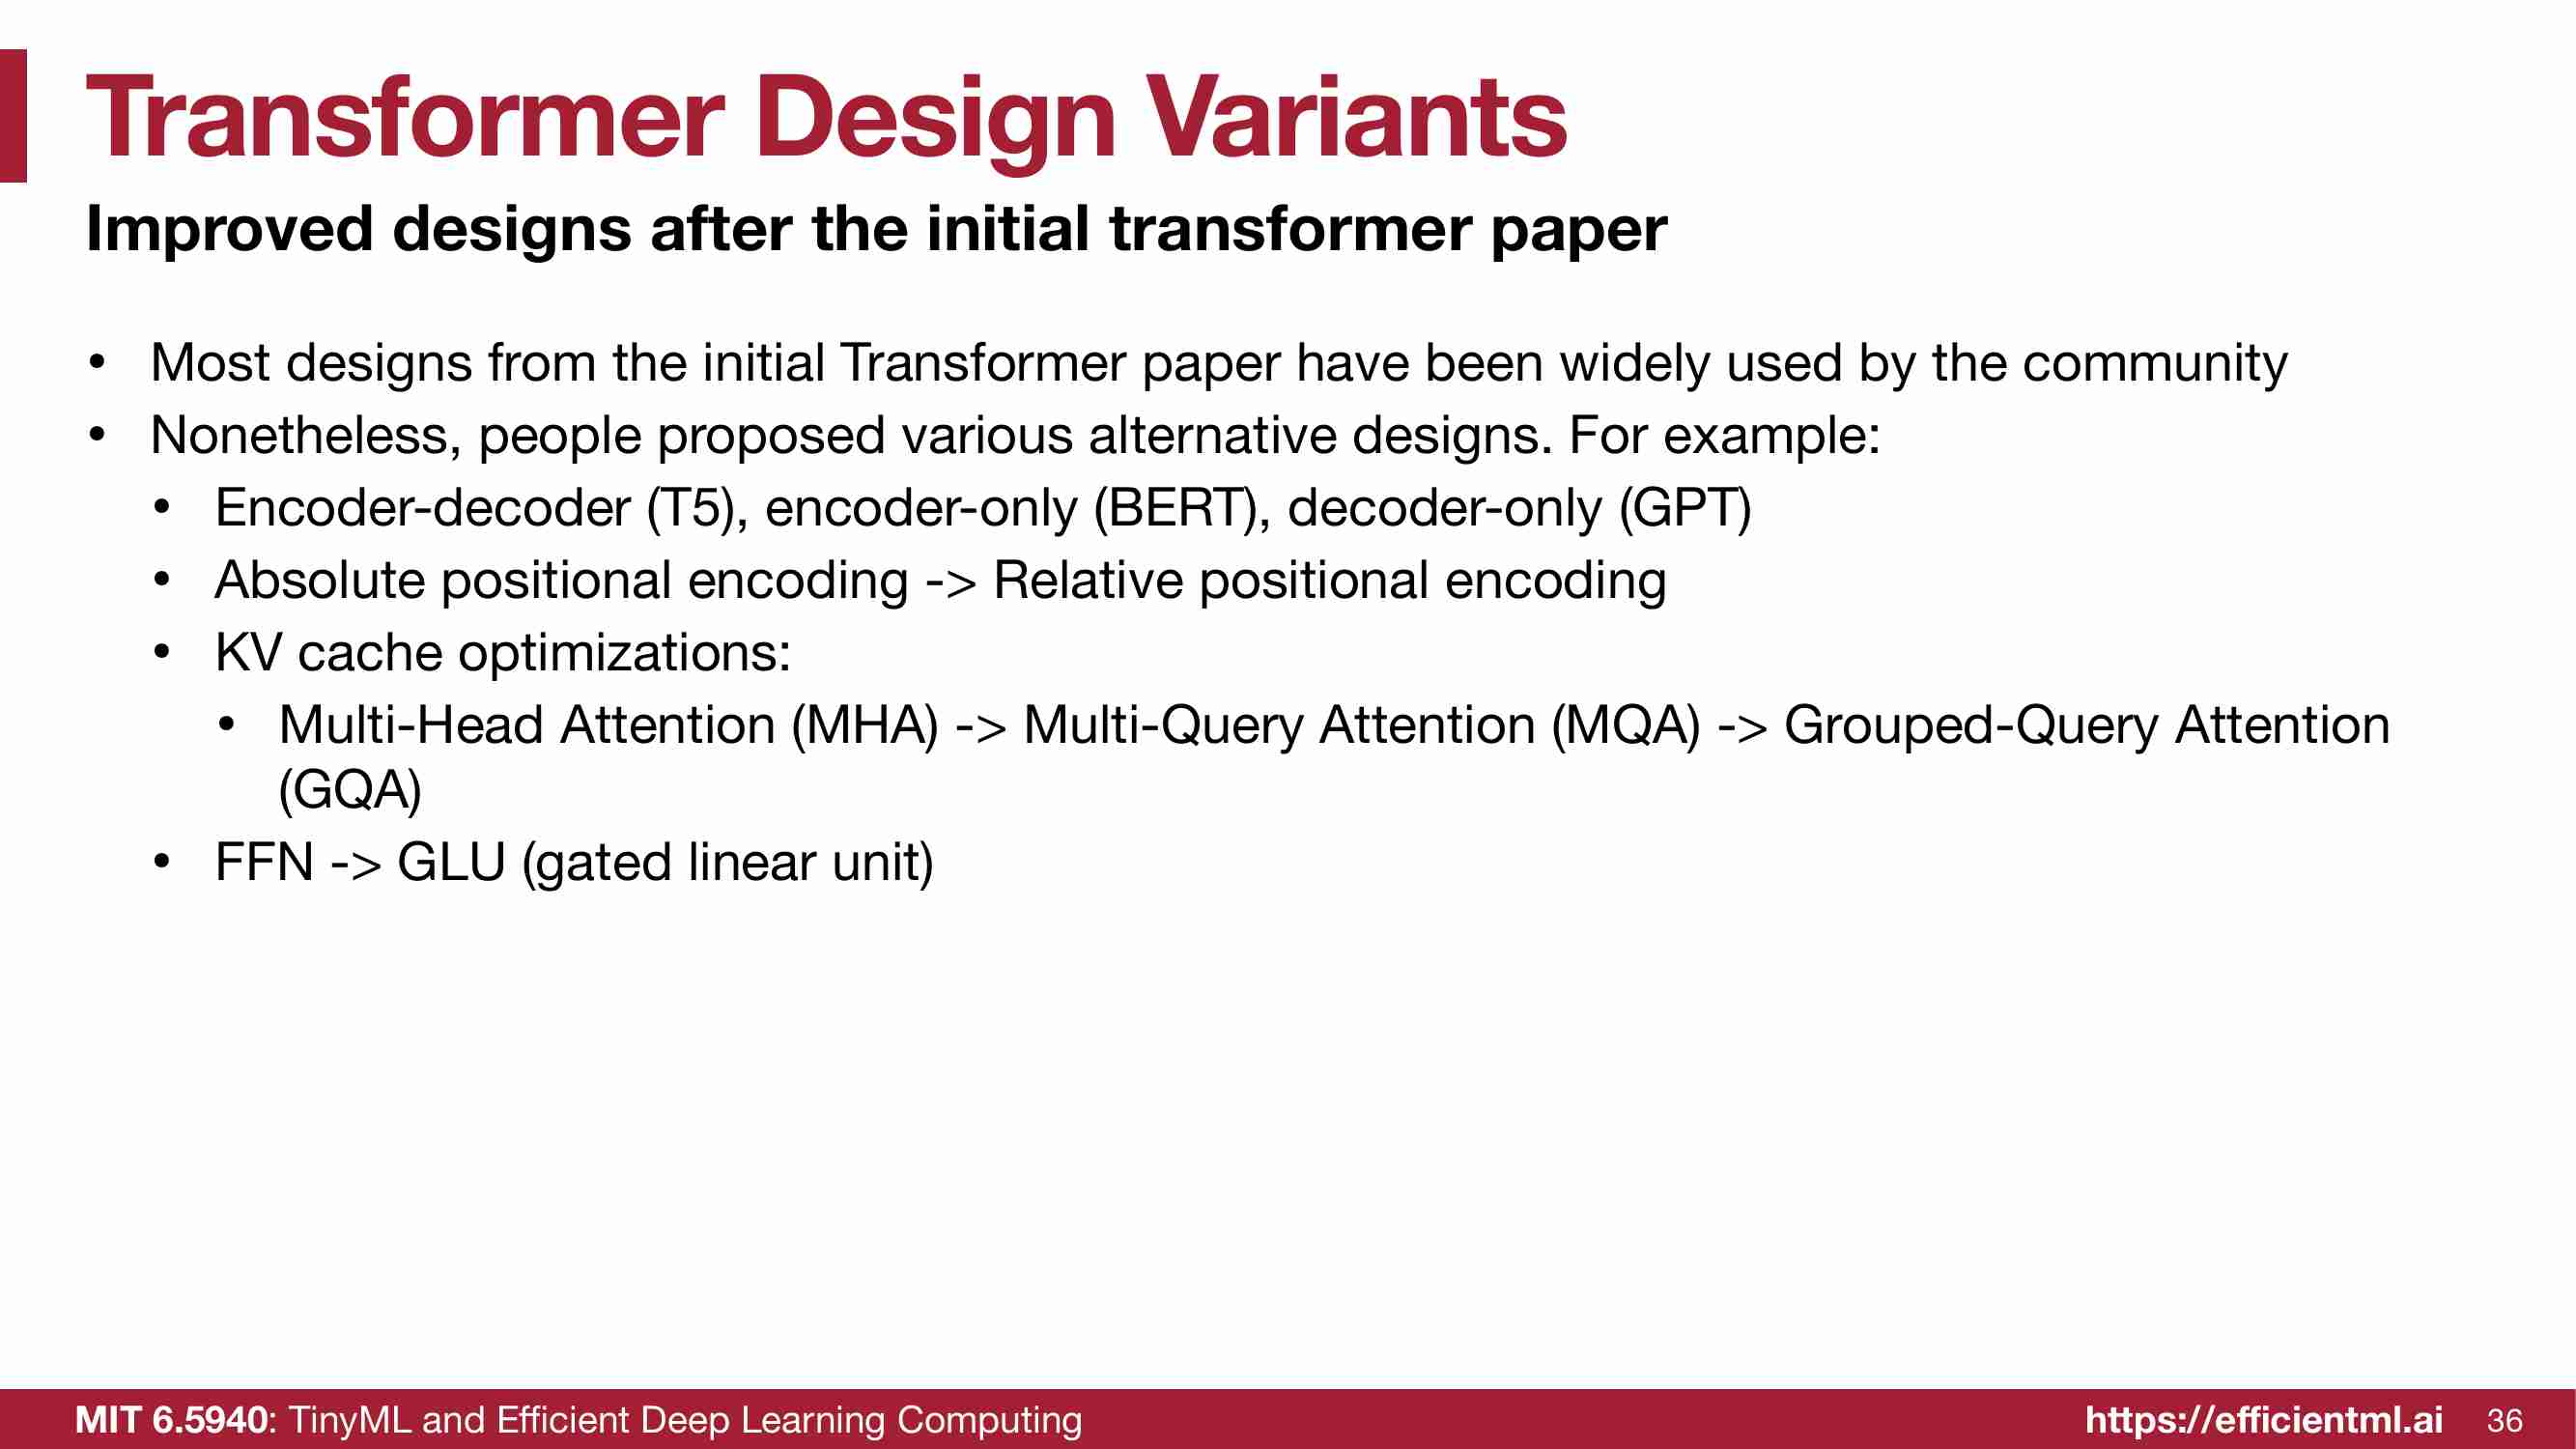 Transformer Design Variants
Improved designs after the initial transformer paper
• Most designs from the initial Transformer paper have been widely used by the community
• Nonetheless, people proposed various alternative designs. For example:
• Encoder-decoder (T5), encoder-only (BERT), decoder-only (GPT)
• Absolute positional encoding -> Relative positional encoding
• KV cache optimizations:
• Multi-Head Attention (MHA) -> Multi-Query Attention (MQA) -> Grouped-Query Attention
(GQA)
• FFN -> GLU (gated linear unit)
MIT 6.5940: TinyML and Efficient Deep Learning Computing
https://efficientml.ai 36